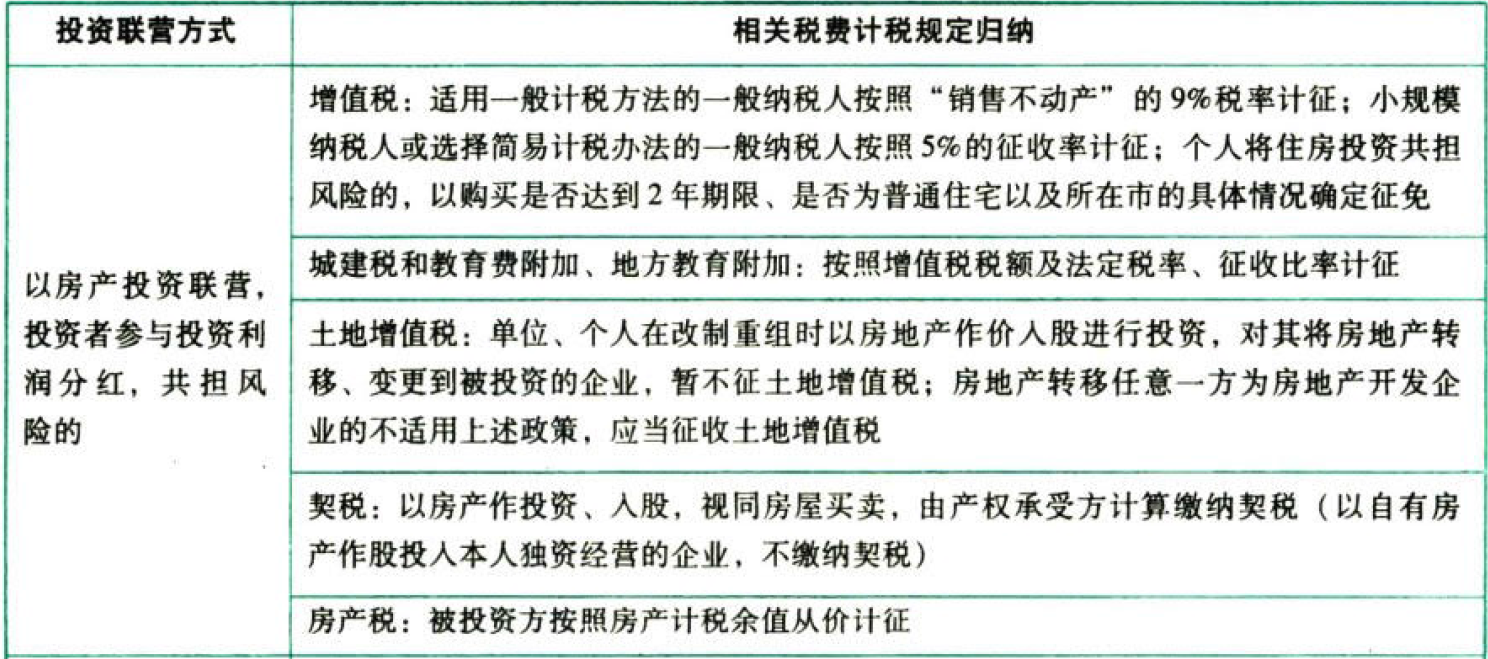 投资联营方式
相关税费计税规定归纳
以房产投资联营，
投资者参与投资利
润分红，共担风
险的
增值税：适用一般计税方法的一般纳税人按照“销售不动产”的9%税率计征；小规模
纳税人或选择简易计税办法的一般纳税人按照5%的征收率计征；个人将住房投资共担
风险的，以购买是否达到2年期限、是否为普通住宅以及所在市的具体情况确定征免
城建税和教育费附加、地方教育附加：按照增值税税额及法定税率、征收比率计征
土地增值税：单位、个人在改制重组时以房地产作价入股进行投资，对其将房地产转
移、变更到被投资的企业，暂不征土地增值税；房地产转移任意一方为房地产开发企
业的不适用上述政策，应当征收土地增值税
契税：以房产作投资、入股，视同房屋买卖，由产权承受方计算缴纳契税（以自有房
产作股投入本人独资经营的企业，不缴纳契税）
房产税：被投资方按照房产计税余值从价计征